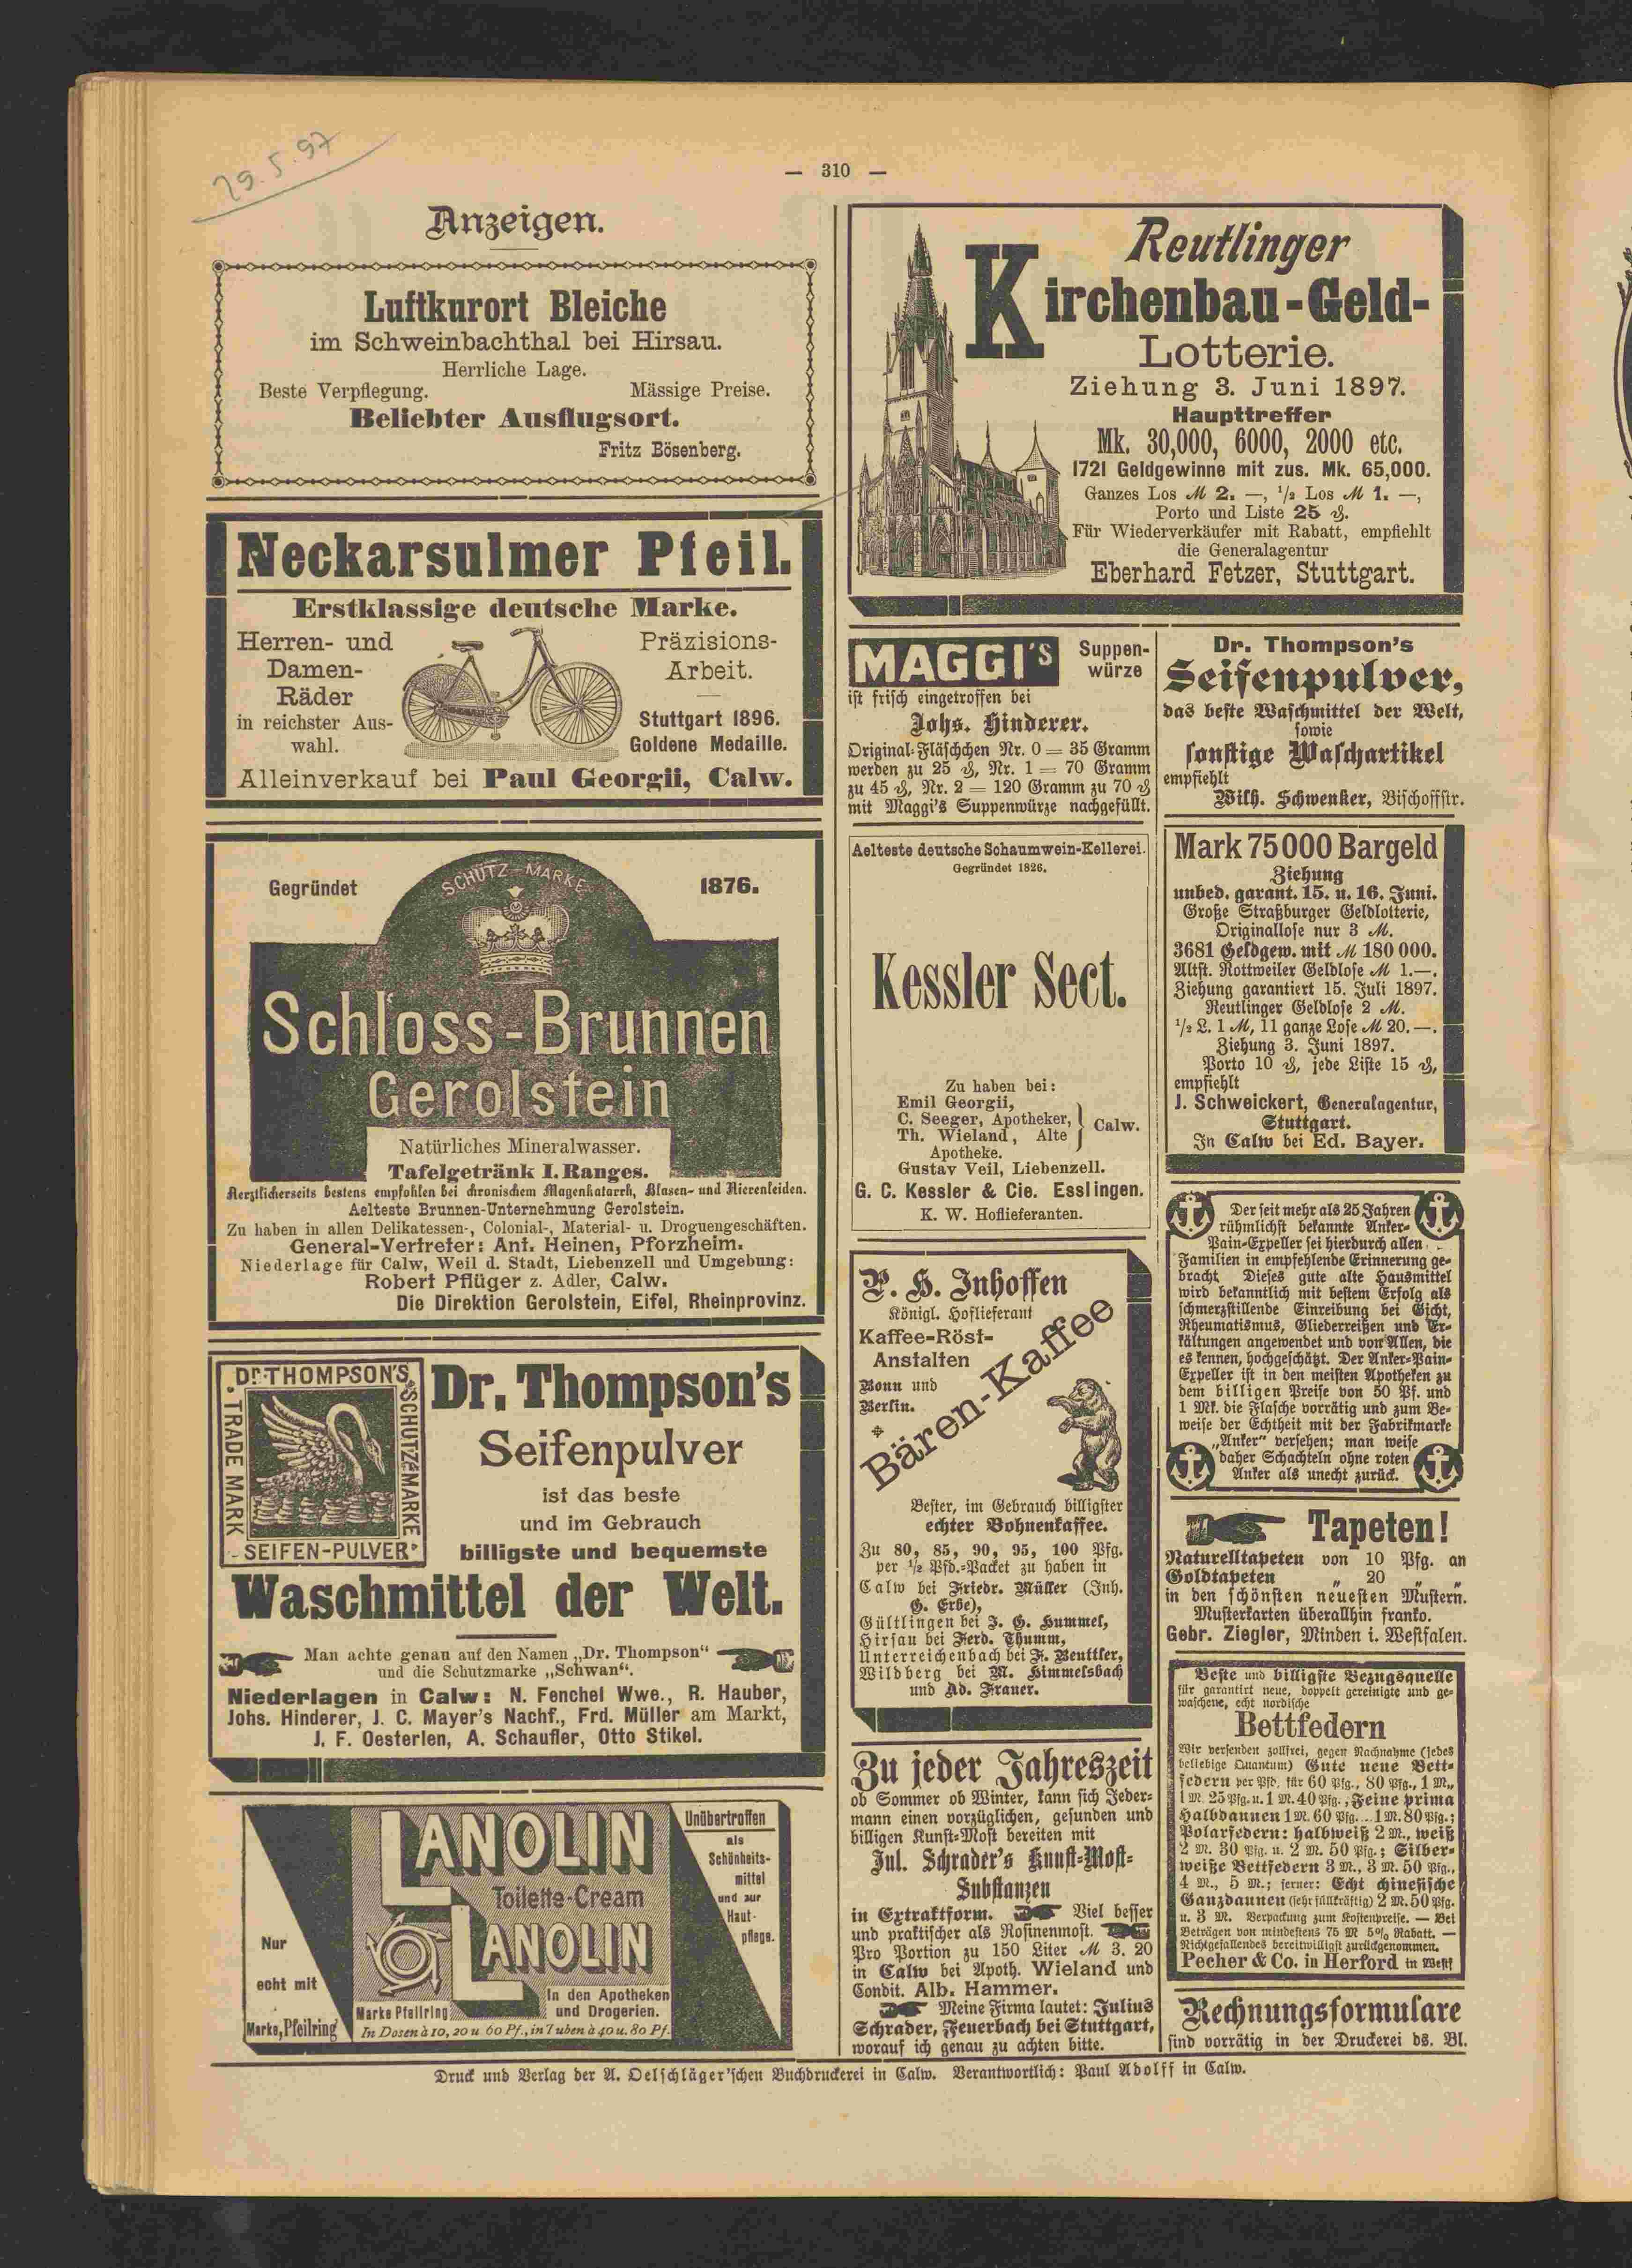 29.5.97
— 310 —
Anzeigen.
Luftkurort Bleiche
im Schweinbachthal bei Hirsau.
Herrliche Lage.
Beste Verpflegung. Mässige Preise.
Beliebter Ausflugsort.
Fritz Bösenberg.
Neckarsulmer Pfeil.
Erstklassige deutsche Marke.
Herren- und
Damen-
Räder
in reichster Aus-
wahl.
Präzisions-
Arbeit.
Stuttgart 1896.
Goldene Medaille.
Alleinverkauf bei Paul Georgii, Calw.
Gegründet 1876.
SCHUTZ-MARKE
Schloss-Brunnen
Gerolstein
Natürliches Mineralwasser.
Tafelgetränk I. Ranges.
Aerztlicherseits bestens empfohlen bei chronischem Magenkatarrh, Blasen- und Nierenleiden.
Aelteste Brunnen-Unternehmung Gerolstein.
Zu haben in allen Delikatessen-, Colonial-, Material- u. Droguengeschäften.
General-Vertreter: Ant. Heinen, Pforzheim.
Niederlage für Calw, Weil d. Stadt, Liebenzell und Umgebung:
Robert Pflüger z. Adler, Calw.
Die Direktion Gerolstein, Eifel, Rheinprovinz.
Dr. THOMPSON'S
TRADE MARK
SCHUTZMARKE
SEIFEN-PULVER
Dr. Thompson's
Seifenpulver
ist das beste
und im Gebrauch
billigste und bequemste
Waschmittel der Welt.
Man achte genau auf den Namen „Dr. Thompson“
und die Schutzmarke „Schwan“.
Niederlagen in Calw: N. Fenchel Wwe., R. Hauber,
Johs. Hinderer, J. C. Mayer's Nachf., Frd. Müller am Markt,
J. F. Oesterlen, A. Schaufler, Otto Stikel.
LANOLIN
Toilette-Cream
LANOLIN
Unübertroffen
als
Schönheits-
mittel
und zur
Haut-
pflege.
Nur
echt mit
Marke „Pfeilring
Marke Pfeilring
In den Apotheken
und Drogerien.
In Dosen à 10, 20 u 60 Pf., in Tuben à 40 u. 80 Pf.
Reutlinger
Kirchenbau-Geld-
Lotterie.
Ziehung 3. Juni 1897.
Haupttreffer
Mk. 30,000, 6000, 2000 etc.
1721 Geldgewinne mit zus. Mk. 65,000.
Ganzes Los ℳ 2. —, 1/2 Los ℳ 1. —,
Porto und Liste 25 ₰.
Für Wiederverkäufer mit Rabatt, empfiehlt
die Generalagentur
Eberhard Fetzer, Stuttgart.
MAGGI'S Suppen-
würze
ist frisch eingetroffen bei
Johs. Hinderer.
Original-Fläschchen Nr. 0 = 35 Gramm
werden zu 25 ₰, Nr. 1 = 70 Gramm
zu 45 ₰, Nr. 2 = 120 Gramm zu 70 ₰
mit Maggi's Suppenwürze nachgefüllt.
Aelteste deutsche Schaumwein-Kellerei.
Gegründet 1826.
Kessler Sect.
Zu haben bei:
Emil Georgii,
C. Seeger, Apotheker,
Th. Wieland, Alte
Apotheke.
Calw.
Gustav Veil, Liebenzell.
G. C. Kessler & Cie. Esslingen.
K. W. Hoflieferanten.
P. H. Inhoffen
Königl. Hoflieferant
Kaffee-Röst-
Anstalten
Bonn und
Berlin.
Bären-Kaffee
Bester, im Gebrauch billigster
echter Bohnenkaffee.
Zu 80, 85, 90, 95, 100 Pfg.
per 1/2 Pfd.-Packet zu haben in
Calw bei Friedr. Müller (Inh.
G. Erbe),
Gültlingen bei J. G. Hummel,
Hirsau bei Ferd. Thumm,
Unterreichenbach bei F. Beuttler,
Wildberg bei M. Himmelsbach
und Ad. Frauer.
Zu jeder Jahreszeit
ob Sommer ob Winter, kann sich Jeder-
mann einen vorzüglichen, gesunden und
billigen Kunst-Most bereiten mit
Jul. Schrader's Kunst-Most-
Substanzen
in Extraktform. Viel besser
und praktischer als Rosinenmost.
Pro Portion zu 150 Liter ℳ 3. 20
in Calw bei Apoth. Wieland und
Condit. Alb. Hammer.
Meine Firma lautet: Julius
Schrader, Feuerbach bei Stuttgart,
worauf ich genau zu achten bitte.
Dr. Thompson's
Seifenpulver,
das beste Waschmittel der Welt,
sowie
sonstige Waschartikel
empfiehlt
Wilh. Schwenker, Bischoffstr.
Mark 75000 Bargeld
Ziehung
unbed. garant. 15. u. 16. Juni.
Große Straßburger Geldlotterie,
Originallose nur 3 ℳ.
3681 Geldgew. mit ℳ 180 000.
Altst. Rottweiler Geldlose ℳ 1.—.
Ziehung garantiert 15. Juli 1897.
Reutlinger Geldlose 2 ℳ.
1/2 L. 1 ℳ, 11 ganze Lose ℳ 20.—.
Ziehung 3. Juni 1897.
Porto 10 ₰, jede Liste 15 ₰,
empfiehlt
J. Schweickert, Generalagentur,
Stuttgart.
In Calw bei Ed. Bayer.
Der seit mehr als 25 Jahren
rühmlichst bekannte Anker-
Pain-Expeller sei hierdurch allen
Familien in empfehlende Erinnerung ge-
bracht. Dieses gute alte Hausmittel
wird bekanntlich mit bestem Erfolg als
schmerzstillende Einreibung bei Gicht,
Rheumatismus, Gliederreißen und Er-
kältungen angewendet und von Allen, die
es kennen, hochgeschätzt. Der Anker-Pain-
Expeller ist in den meisten Apotheken zu
dem billigen Preise von 50 Pf. und
1 Mk. die Flasche vorrätig und zum Be-
weise der Echtheit mit der Fabrikmarke
„Anker“ versehen; man weise
daher Schachteln ohne roten
Anker als unecht zurück.
Tapeten!
Naturelltapeten von 10 Pfg. an
Goldtapeten „ 20 „ „
in den schönsten neuesten Mustern.
Musterkarten überallhin franko.
Gebr. Ziegler, Minden i. Westfalen.
Beste und billigste Bezugsquelle
für garantirt neue, doppelt gereinigte und ge-
waschene, echt nordische
Bettfedern
Wir versenden zollfrei, gegen Nachnahme (jedes
beliebige Quantum) Gute neue Bett-
federn per Pfd. für 60 Pfg., 80 Pfg., 1 M.,
1 M. 25 Pfg. u. 1 M. 40 Pfg.; Feine prima
Halbdaunen 1 M. 60 Pfg. 1 M. 80 Pfg.;
Polarfedern: halbweiß 2 M., weiß
2 M. 30 Pfg. u. 2 M. 50 Pfg.; Silber-
weiße Bettfedern 3 M., 3 M. 50 Pfg.,
4 M., 5 M.; ferner: Echt chinesische
Ganzdaunen (sehr füllkräftig) 2 M. 50 Pfg.
u. 3 M. Verpackung zum Kostenpreise. — Bei
Beträgen von mindestens 75 M 5% Rabatt. —
Nichtgefallendes bereitwilligst zurückgenommen.
Pecher & Co. in Herford in Westf
Rechnungsformulare
sind vorrätig in der Druckerei ds. Bl.
Druck und Verlag der A. Oelschläger'schen Buchdruckerei in Calw. Verantwortlich: Paul Adolff in Calw.